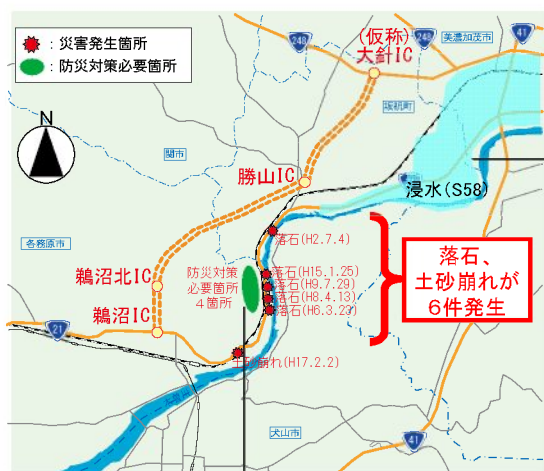 ：災害発生箇所
：防災対策必要箇所
248
(仮称)
大針IC
248
美濃加茂市
41
坂祝町
N
関市
勝山IC
浸水(S58)
各務原市
落石(H2.7.4)
落石、
土砂崩れが
6件発生
鵜沼北IC
防災対策
必要箇所
4箇所
落石(H15.1.25)
落石(H9.7.29)
落石(H8.4.13)
落石(H6.3.23)
鵜沼IC
21
土砂崩れ(H17.2.2)
犬山市
41